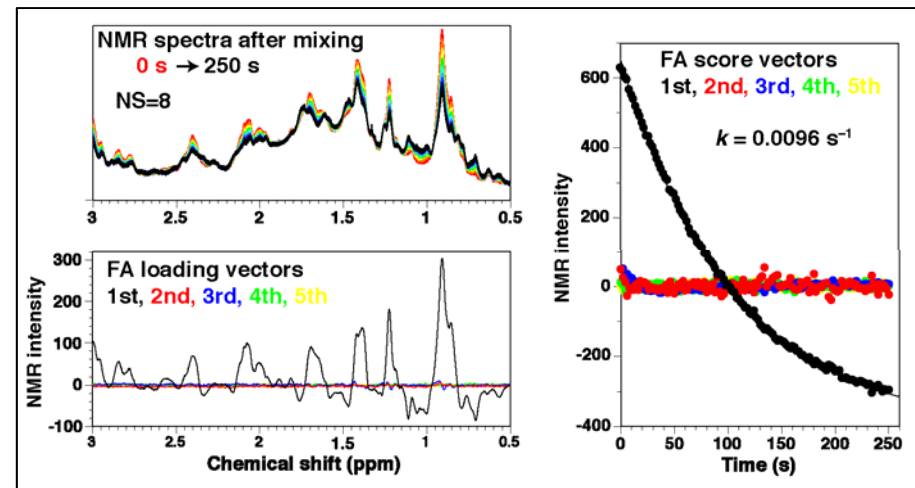 NMR spectra after mixing
0 s → 250 s
NS=8
3 2.5 2 1.5 1 0.5
FA loading vectors
1st, 2nd, 3rd, 4th, 5th
NMR intensity
300
200
100
0
-100
3 2.5 2 1.5 1 0.5
Chemical shift (ppm)
FA score vectors
1st, 2nd, 3rd, 4th, 5th
k = 0.0096 s⁻¹
NMR intensity
600
400
200
0
-200
-400
0 50 100 150 200 250
Time (s)